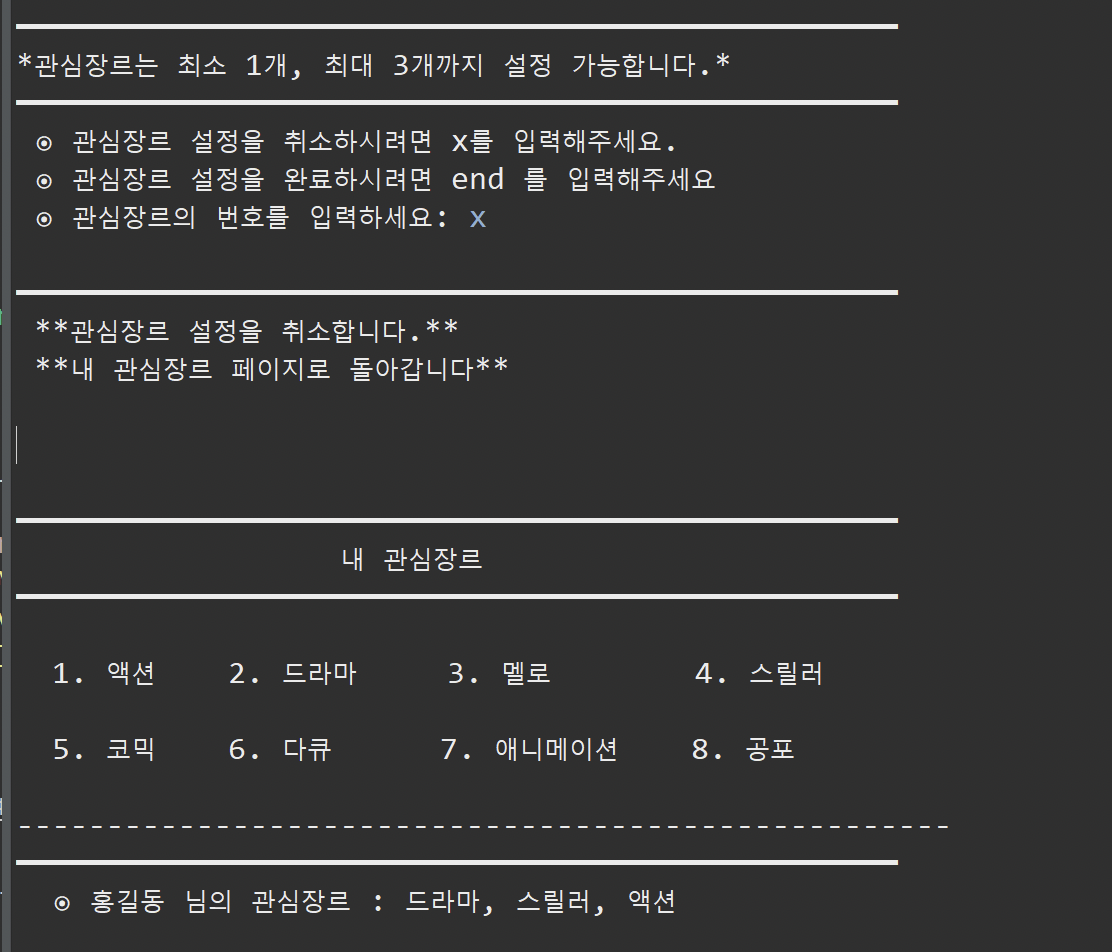 *관심장르는 최소 1개, 최대 3개까지 설정 가능합니다.*
⊙ 관심장르 설정을 취소하시려면 x를 입력해주세요.
⊙ 관심장르 설정을 완료하시려면 end 를 입력해주세요
⊙ 관심장르의 번호를 입력하세요: x
**관심장르 설정을 취소합니다.**
**내 관심장르 페이지로 돌아갑니다**
내 관심장르
1. 액션 2. 드라마 3. 멜로 4. 스릴러
5. 코믹 6. 다큐 7. 애니메이션 8. 공포
----------------------------------------------------
⊙ 홍길동 님의 관심장르 : 드라마, 스릴러, 액션